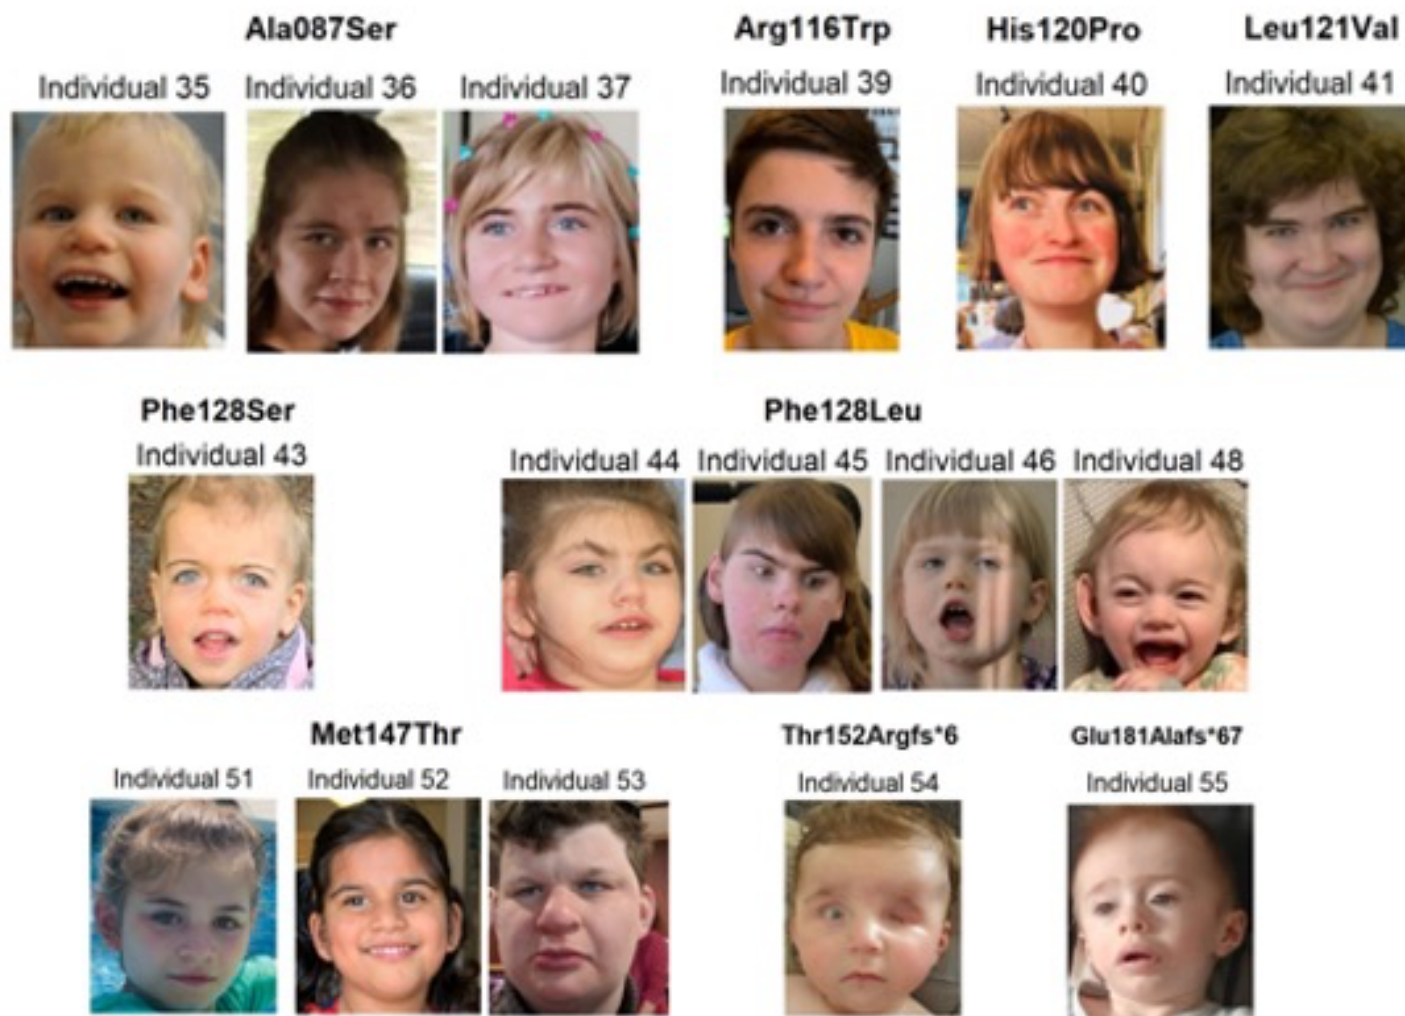 Ala087Ser Arg116Trp His120Pro Leu121Val
Individual 35 Individual 36 Individual 37 Individual 39 Individual 40 Individual 41
Phe128Ser Phe128Leu
Individual 43 Individual 44 Individual 45 Individual 46 Individual 48
Met147Thr Thr152Argfs*6 Glu181Alafs*67
Individual 51 Individual 52 Individual 53 Individual 54 Individual 55